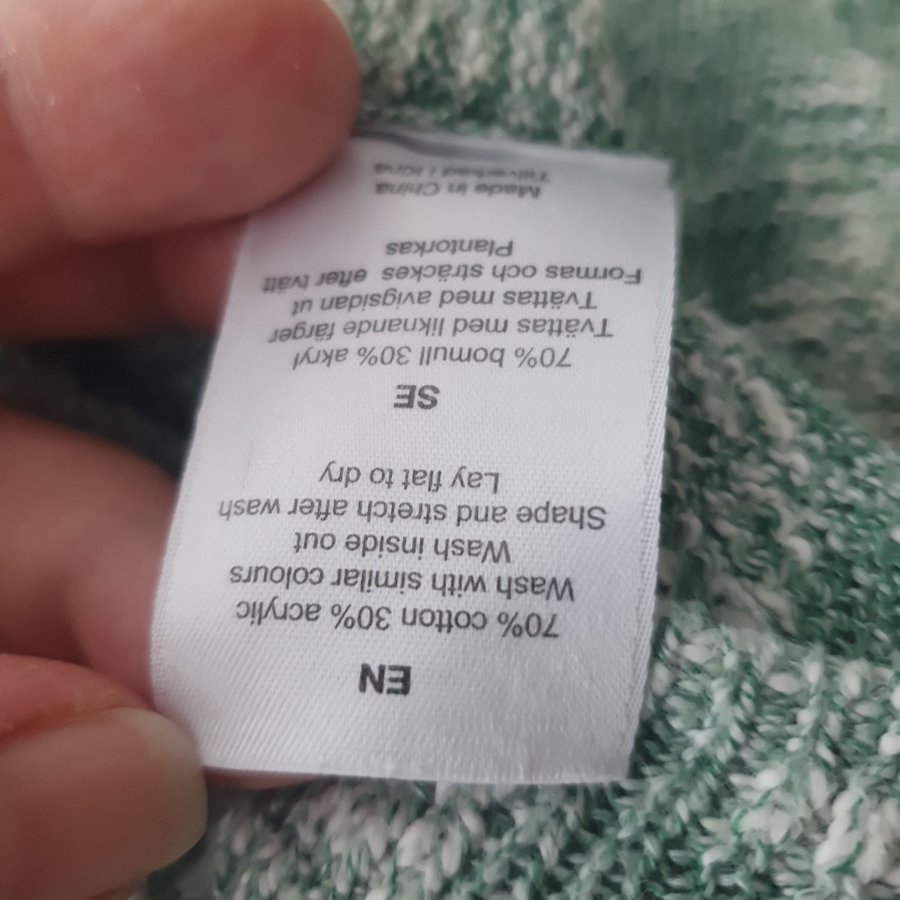 EN
70% cotton 30% acrylic
Wash with similar colours
Wash inside out
Shape and stretch after wash
Lay flat to dry
SE
70% bomull 30% akryl
Tvättas med liknande färger
Tvättas med avigsidan ut
Formas och sträckes efter tvätt
Plantorkas
Made in China
Tillverkad i Kina